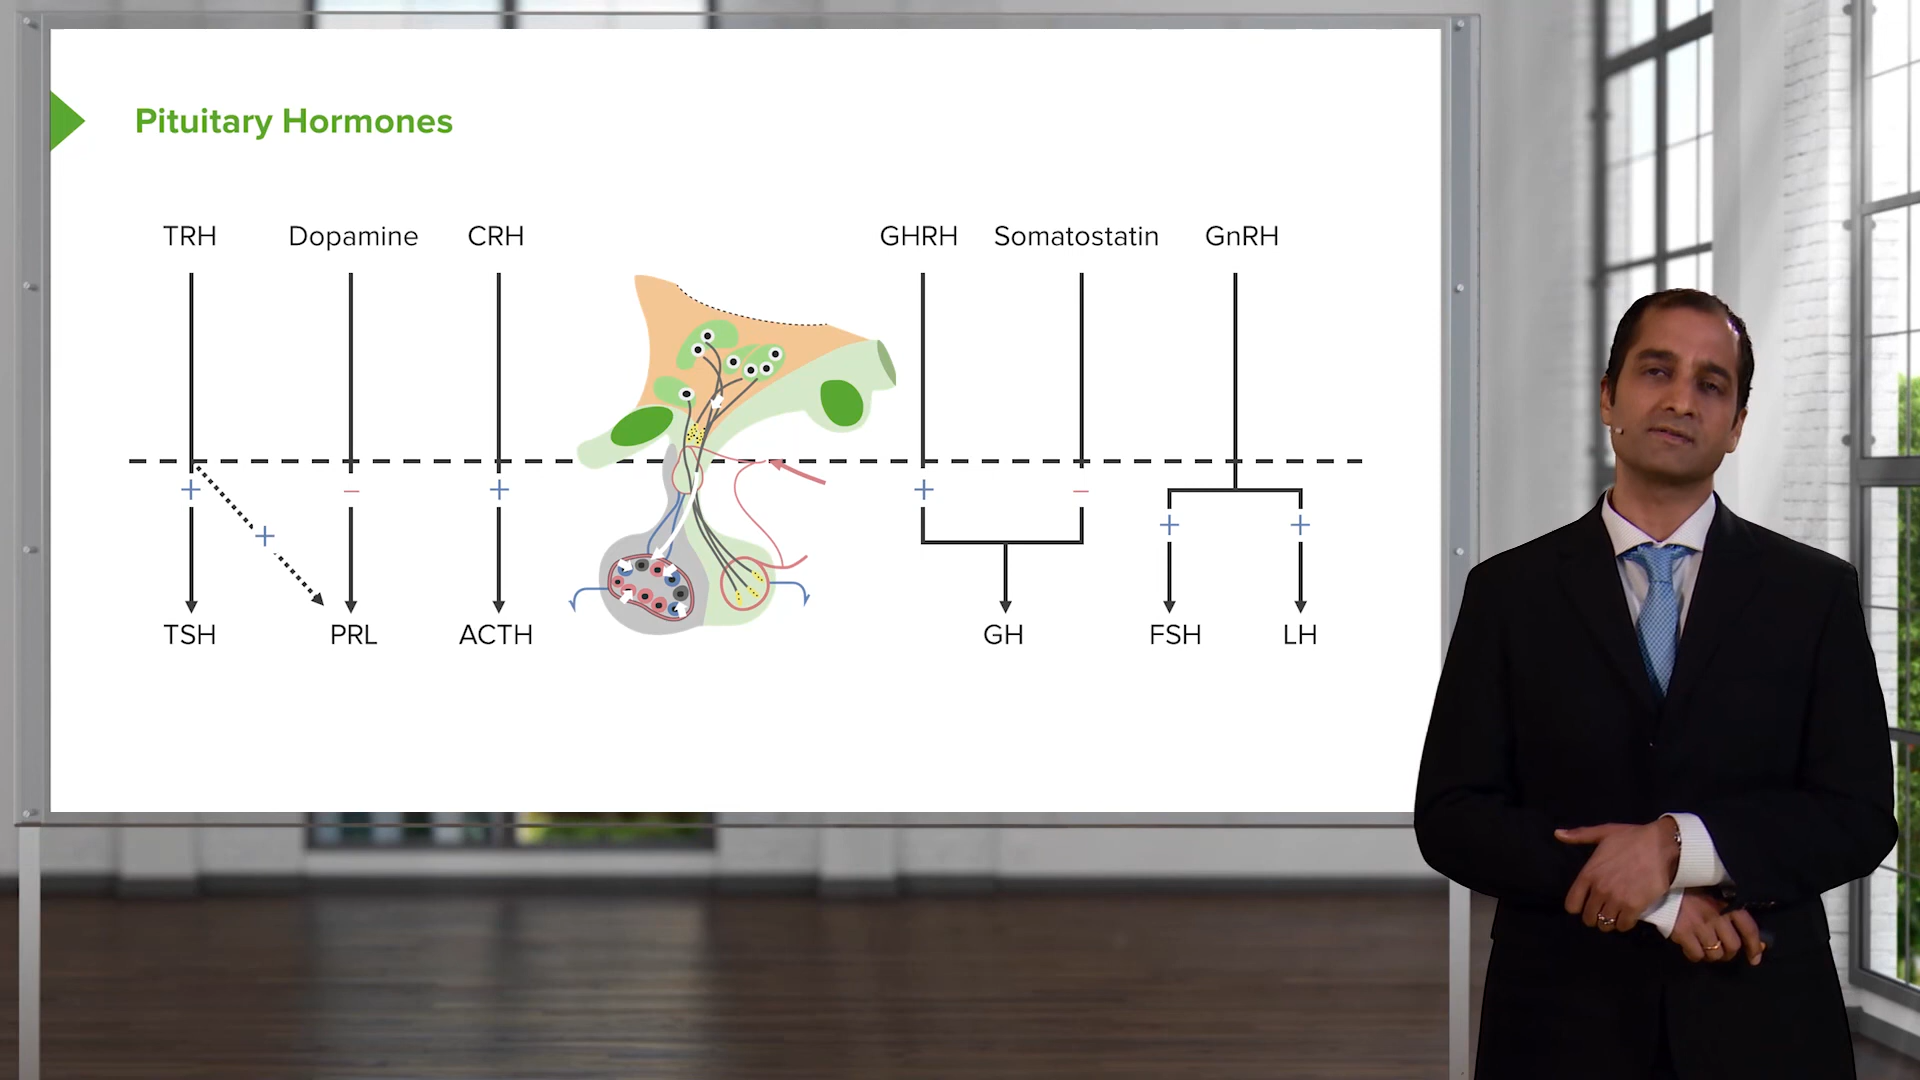 Pituitary Hormones
TRH Dopamine CRH GHRH Somatostatin GnRH
+ − + + −
+ + +
TSH PRL ACTH GH FSH LH